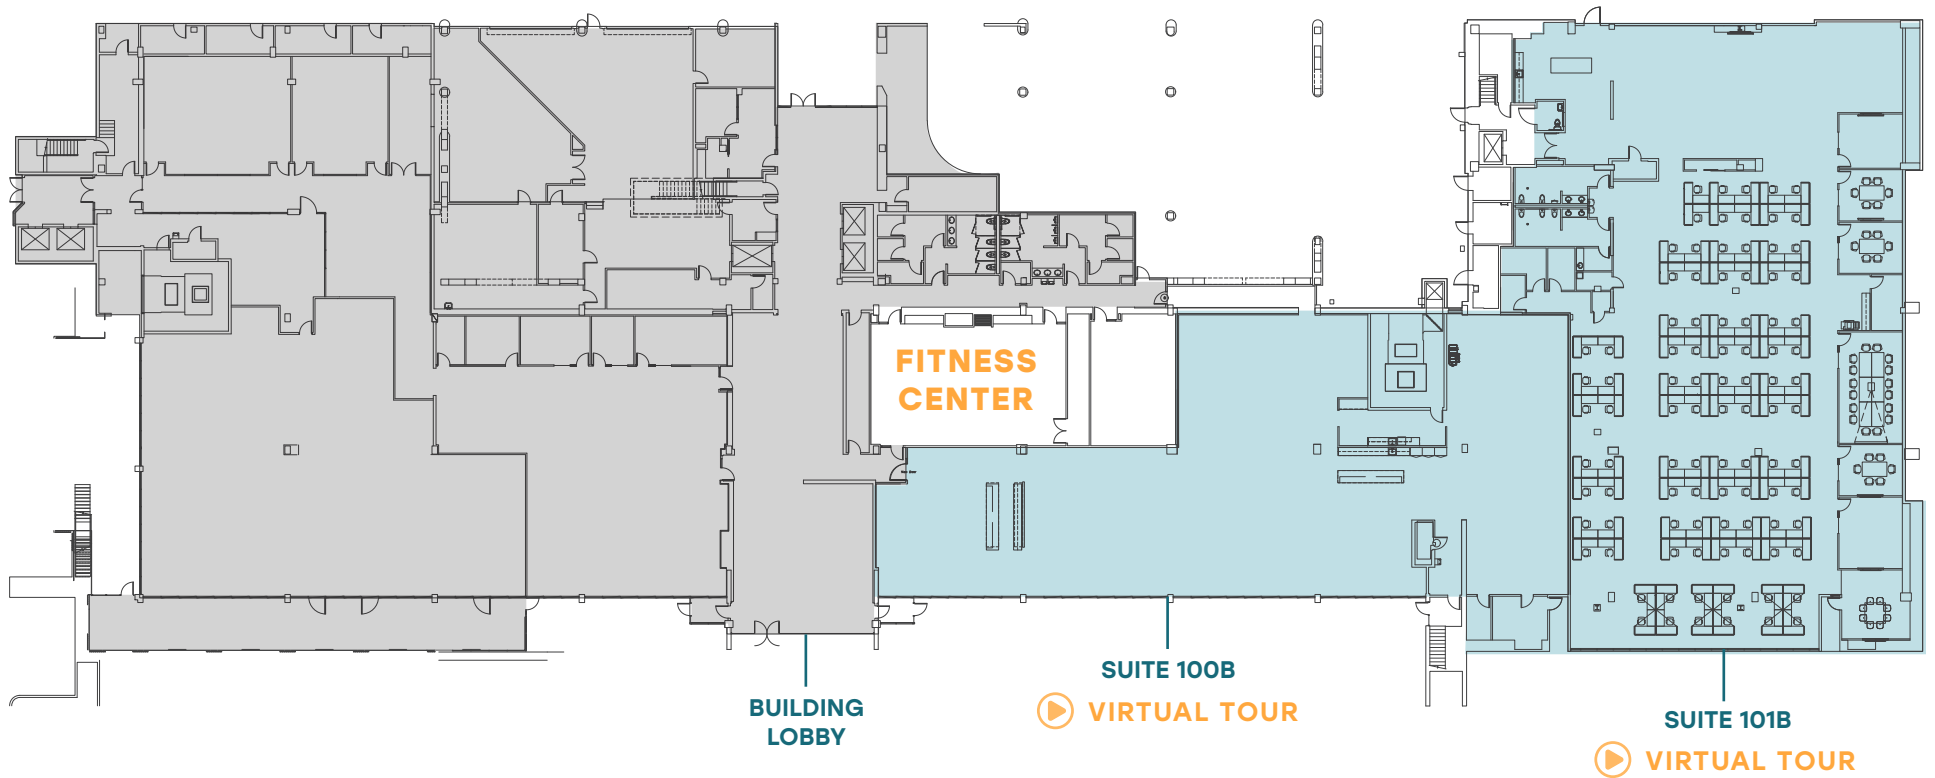 FITNESS
CENTER
BUILDING
LOBBY
SUITE 100B
VIRTUAL TOUR
SUITE 101B
VIRTUAL TOUR